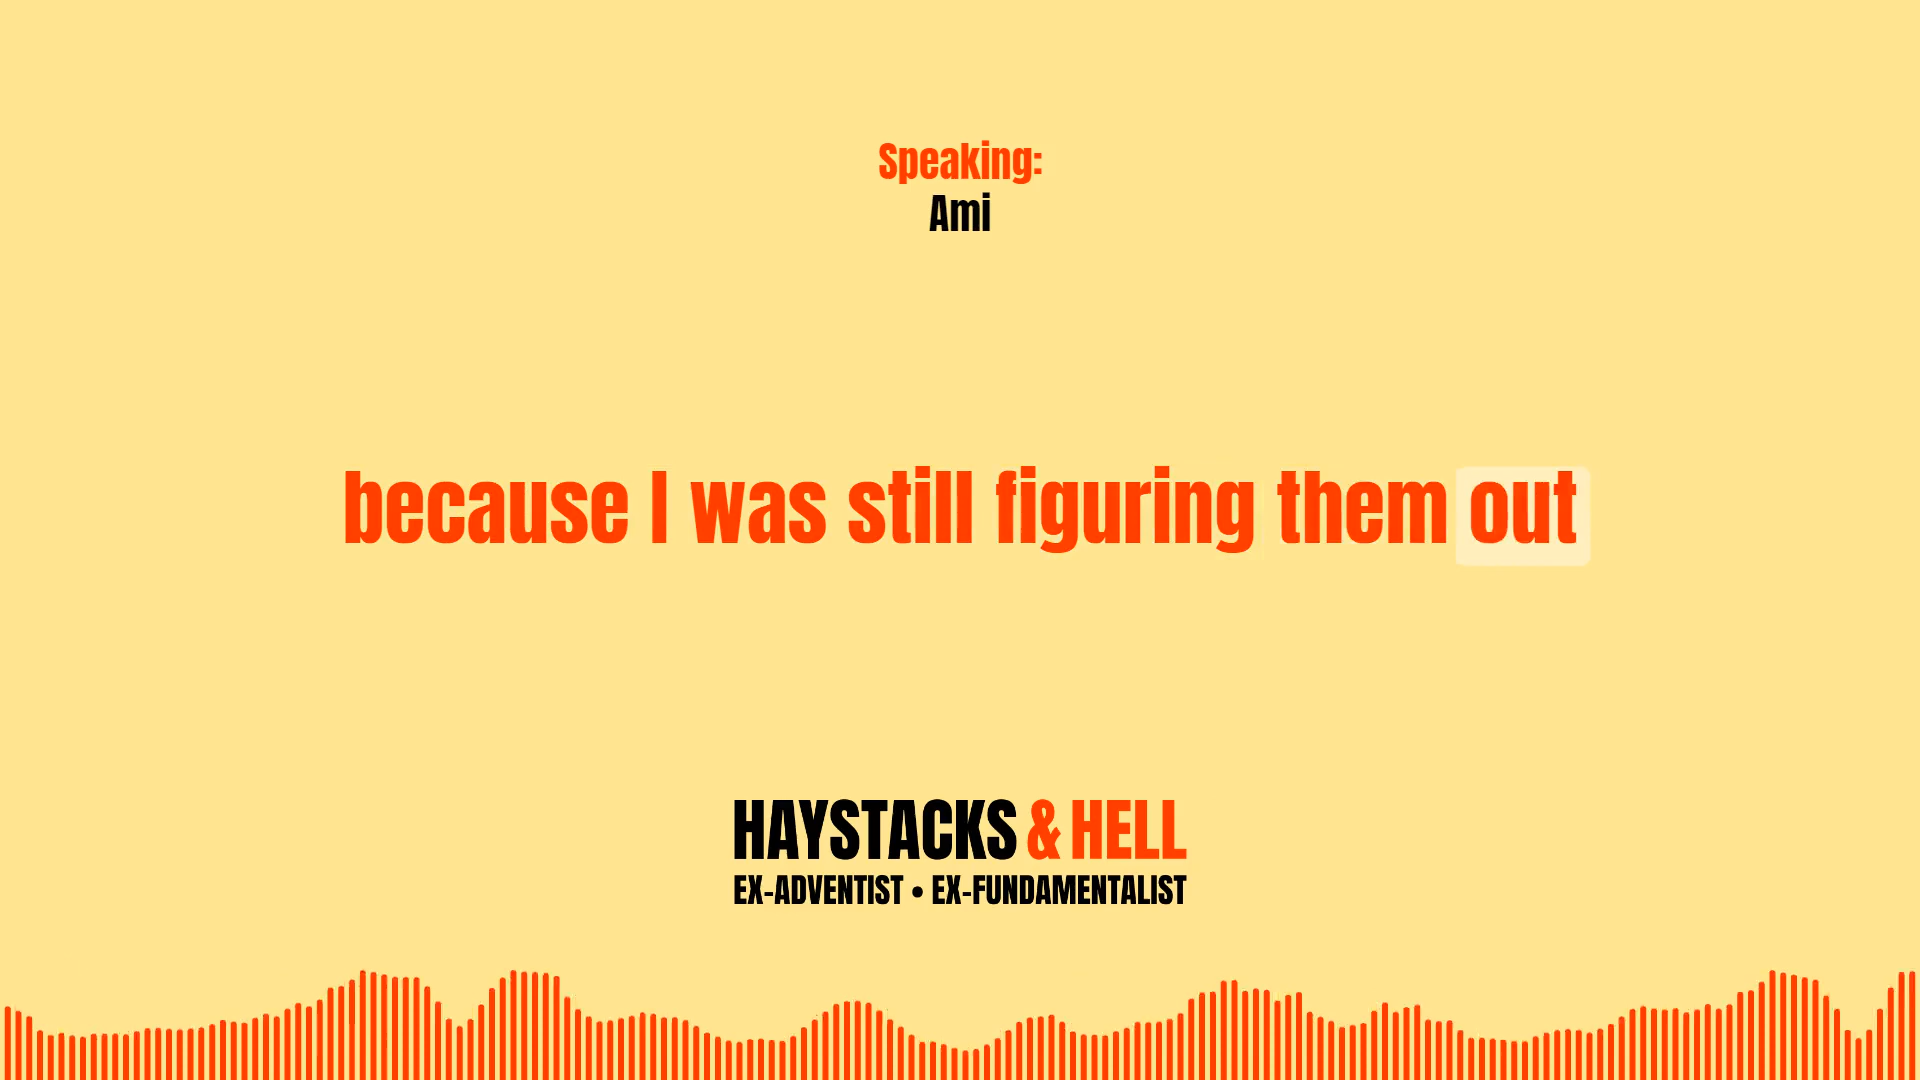 Speaking:
Ami
because I was still figuring them out
HAYSTACKS & HELL
EX-ADVENTIST • EX-FUNDAMENTALIST